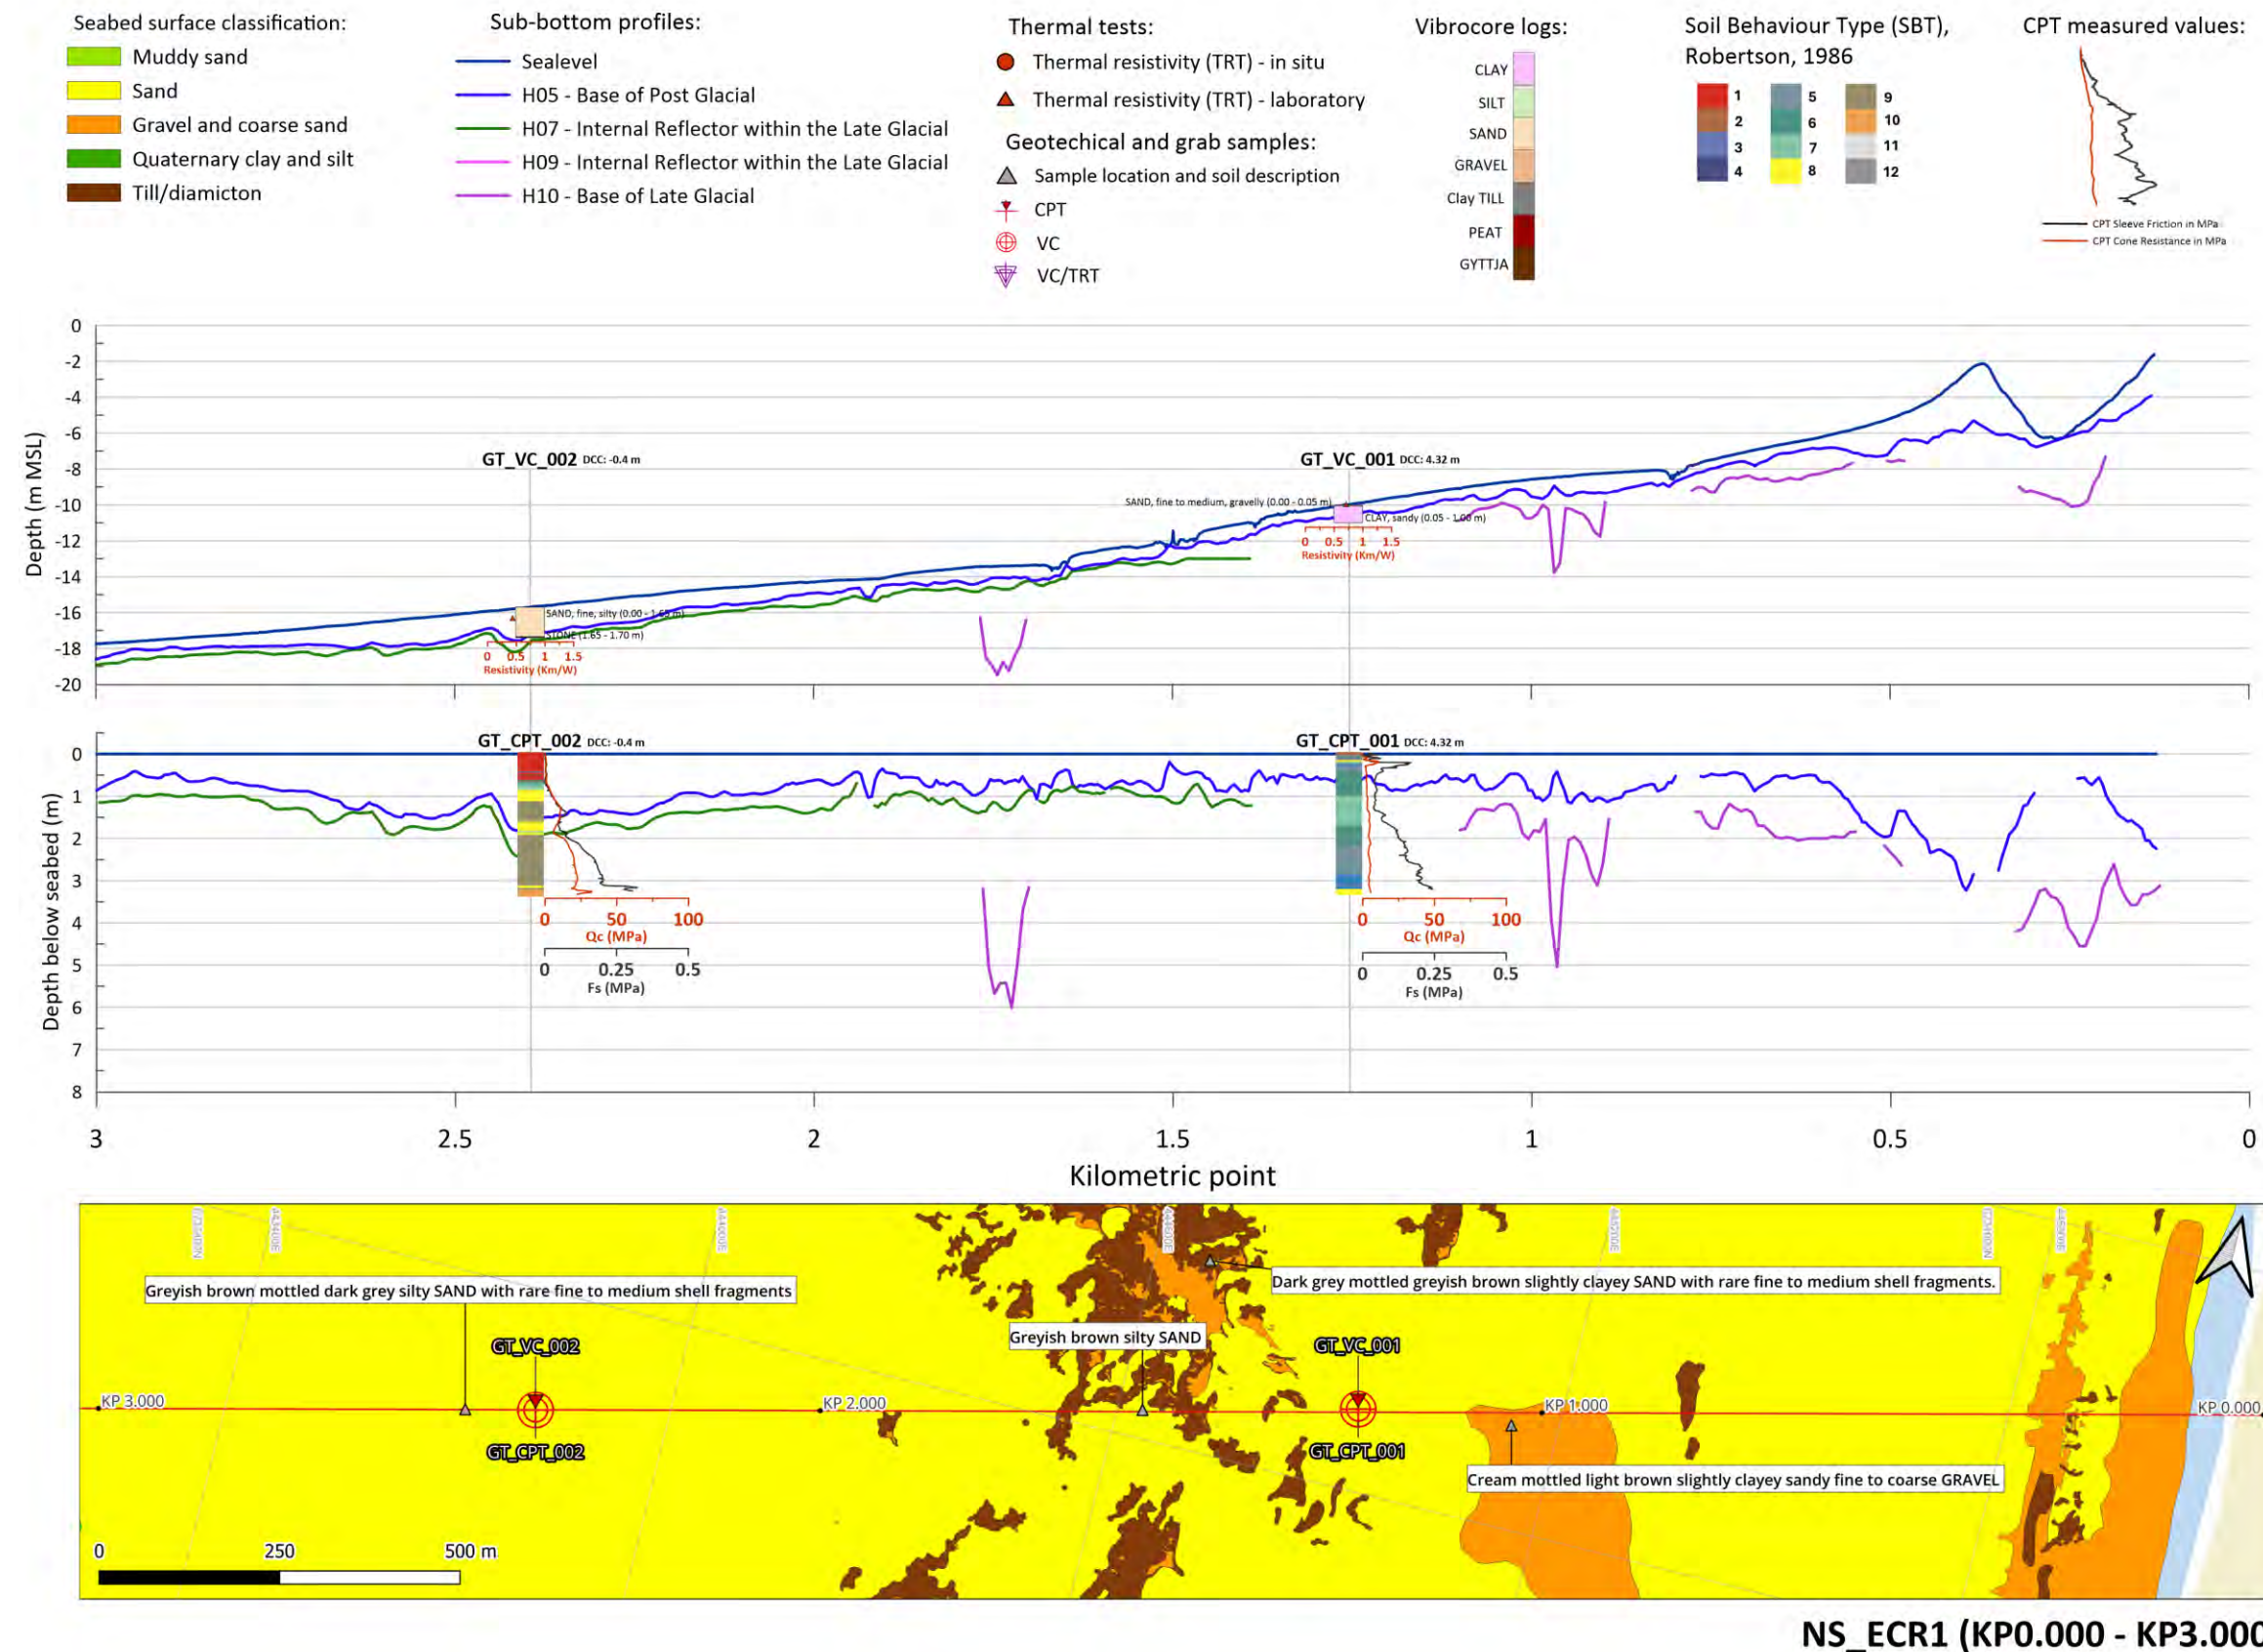 Seabed surface classification:
Muddy sand
Sand
Gravel and coarse sand
Quaternary clay and silt
Till/diamicton
Sub-bottom profiles:
Sealevel
H05 - Base of Post Glacial
H07 - Internal Reflector within the Late Glacial
H09 - Internal Reflector within the Late Glacial
H10 - Base of Late Glacial
Thermal tests:
Thermal resistivity (TRT) - in situ
Thermal resistivity (TRT) - laboratory
Geotechical and grab samples:
Sample location and soil description
CPT
VC
VC/TRT
Vibrocore logs:
CLAY
SILT
SAND
GRAVEL
Clay TILL
PEAT
GYTTJA
Soil Behaviour Type (SBT),
Robertson, 1986
1 5 9
2 6 10
3 7 11
4 8 12
CPT measured values:
CPT Sleeve Friction in MPa
CPT Cone Resistance in MPa
Depth (m MSL)
0
-2
-4
-6
-8
-10
-12
-14
-16
-18
-20
GT_VC_002 DCC: -0.4 m
SAND, fine, silty (0.00 - 1.65 m)
STONE (1.65 - 1.70 m)
0 0.5 1 1.5
Resistivity (Km/W)
GT_VC_001 DCC: 4.32 m
SAND, fine to medium, gravelly (0.00 - 0.05 m)
CLAY, sandy (0.05 - 1.00 m)
0 0.5 1 1.5
Resistivity (Km/W)
Depth below seabed (m)
0
1
2
3
4
5
6
7
8
GT_CPT_002 DCC: -0.4 m
0 50 100
Qc (MPa)
0 0.25 0.5
Fs (MPa)
GT_CPT_001 DCC: 4.32 m
0 50 100
Qc (MPa)
0 0.25 0.5
Fs (MPa)
3 2.5 2 1.5 1 0.5 0
Kilometric point
Greyish brown mottled dark grey silty SAND with rare fine to medium shell fragments
Dark grey mottled greyish brown slightly clayey SAND with rare fine to medium shell fragments.
Greyish brown silty SAND
GT_VC_002
GT_VC_001
KP 3.000
KP 2.000
KP 1.000
KP 0.000
GT_CPT_002
GT_CPT_001
Cream mottled light brown slightly clayey sandy fine to coarse GRAVEL
0 250 500 m
NS_ECR1 (KP0.000 - KP3.000